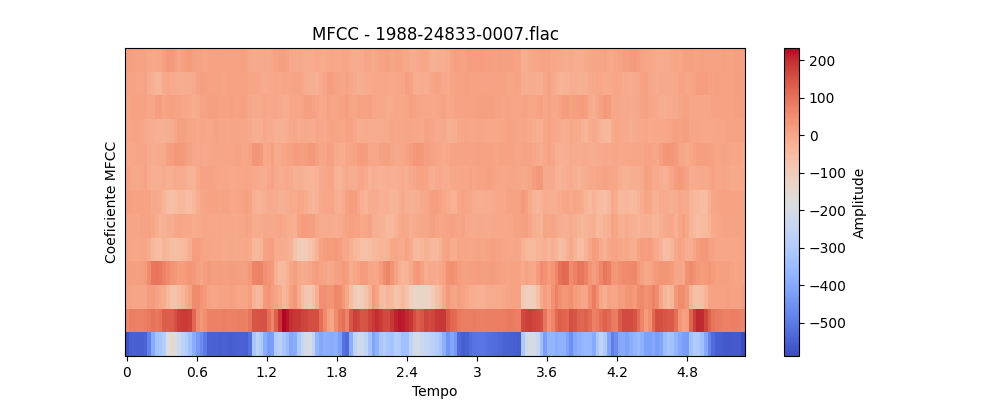 MFCC - 1988-24833-0007.flac
Coeficiente MFCC
0 0.6 1.2 1.8 2.4 3 3.6 4.2 4.8
Tempo
200
100
0
−100
−200
−300
−400
−500
Amplitude